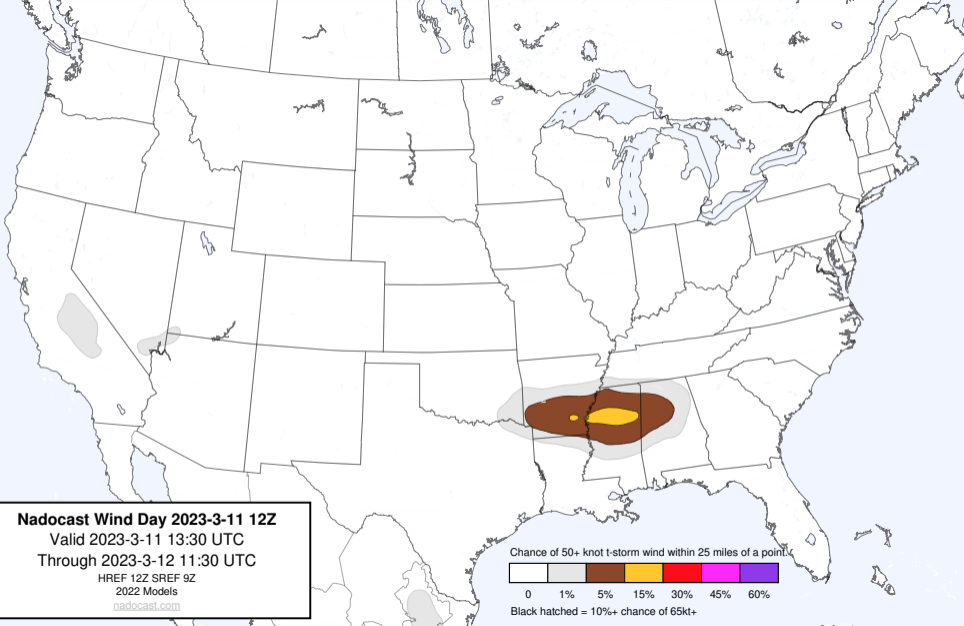 Nadocast Wind Day 2023-3-11 12Z
Valid 2023-3-11 13:30 UTC
Through 2023-3-12 11:30 UTC
HREF 12Z SREF 9Z
2022 Models
nadocast.com
Chance of 50+ knot t-storm wind within 25 miles of a point.
0 1% 5% 15% 30% 45% 60%
Black hatched = 10%+ chance of 65kt+